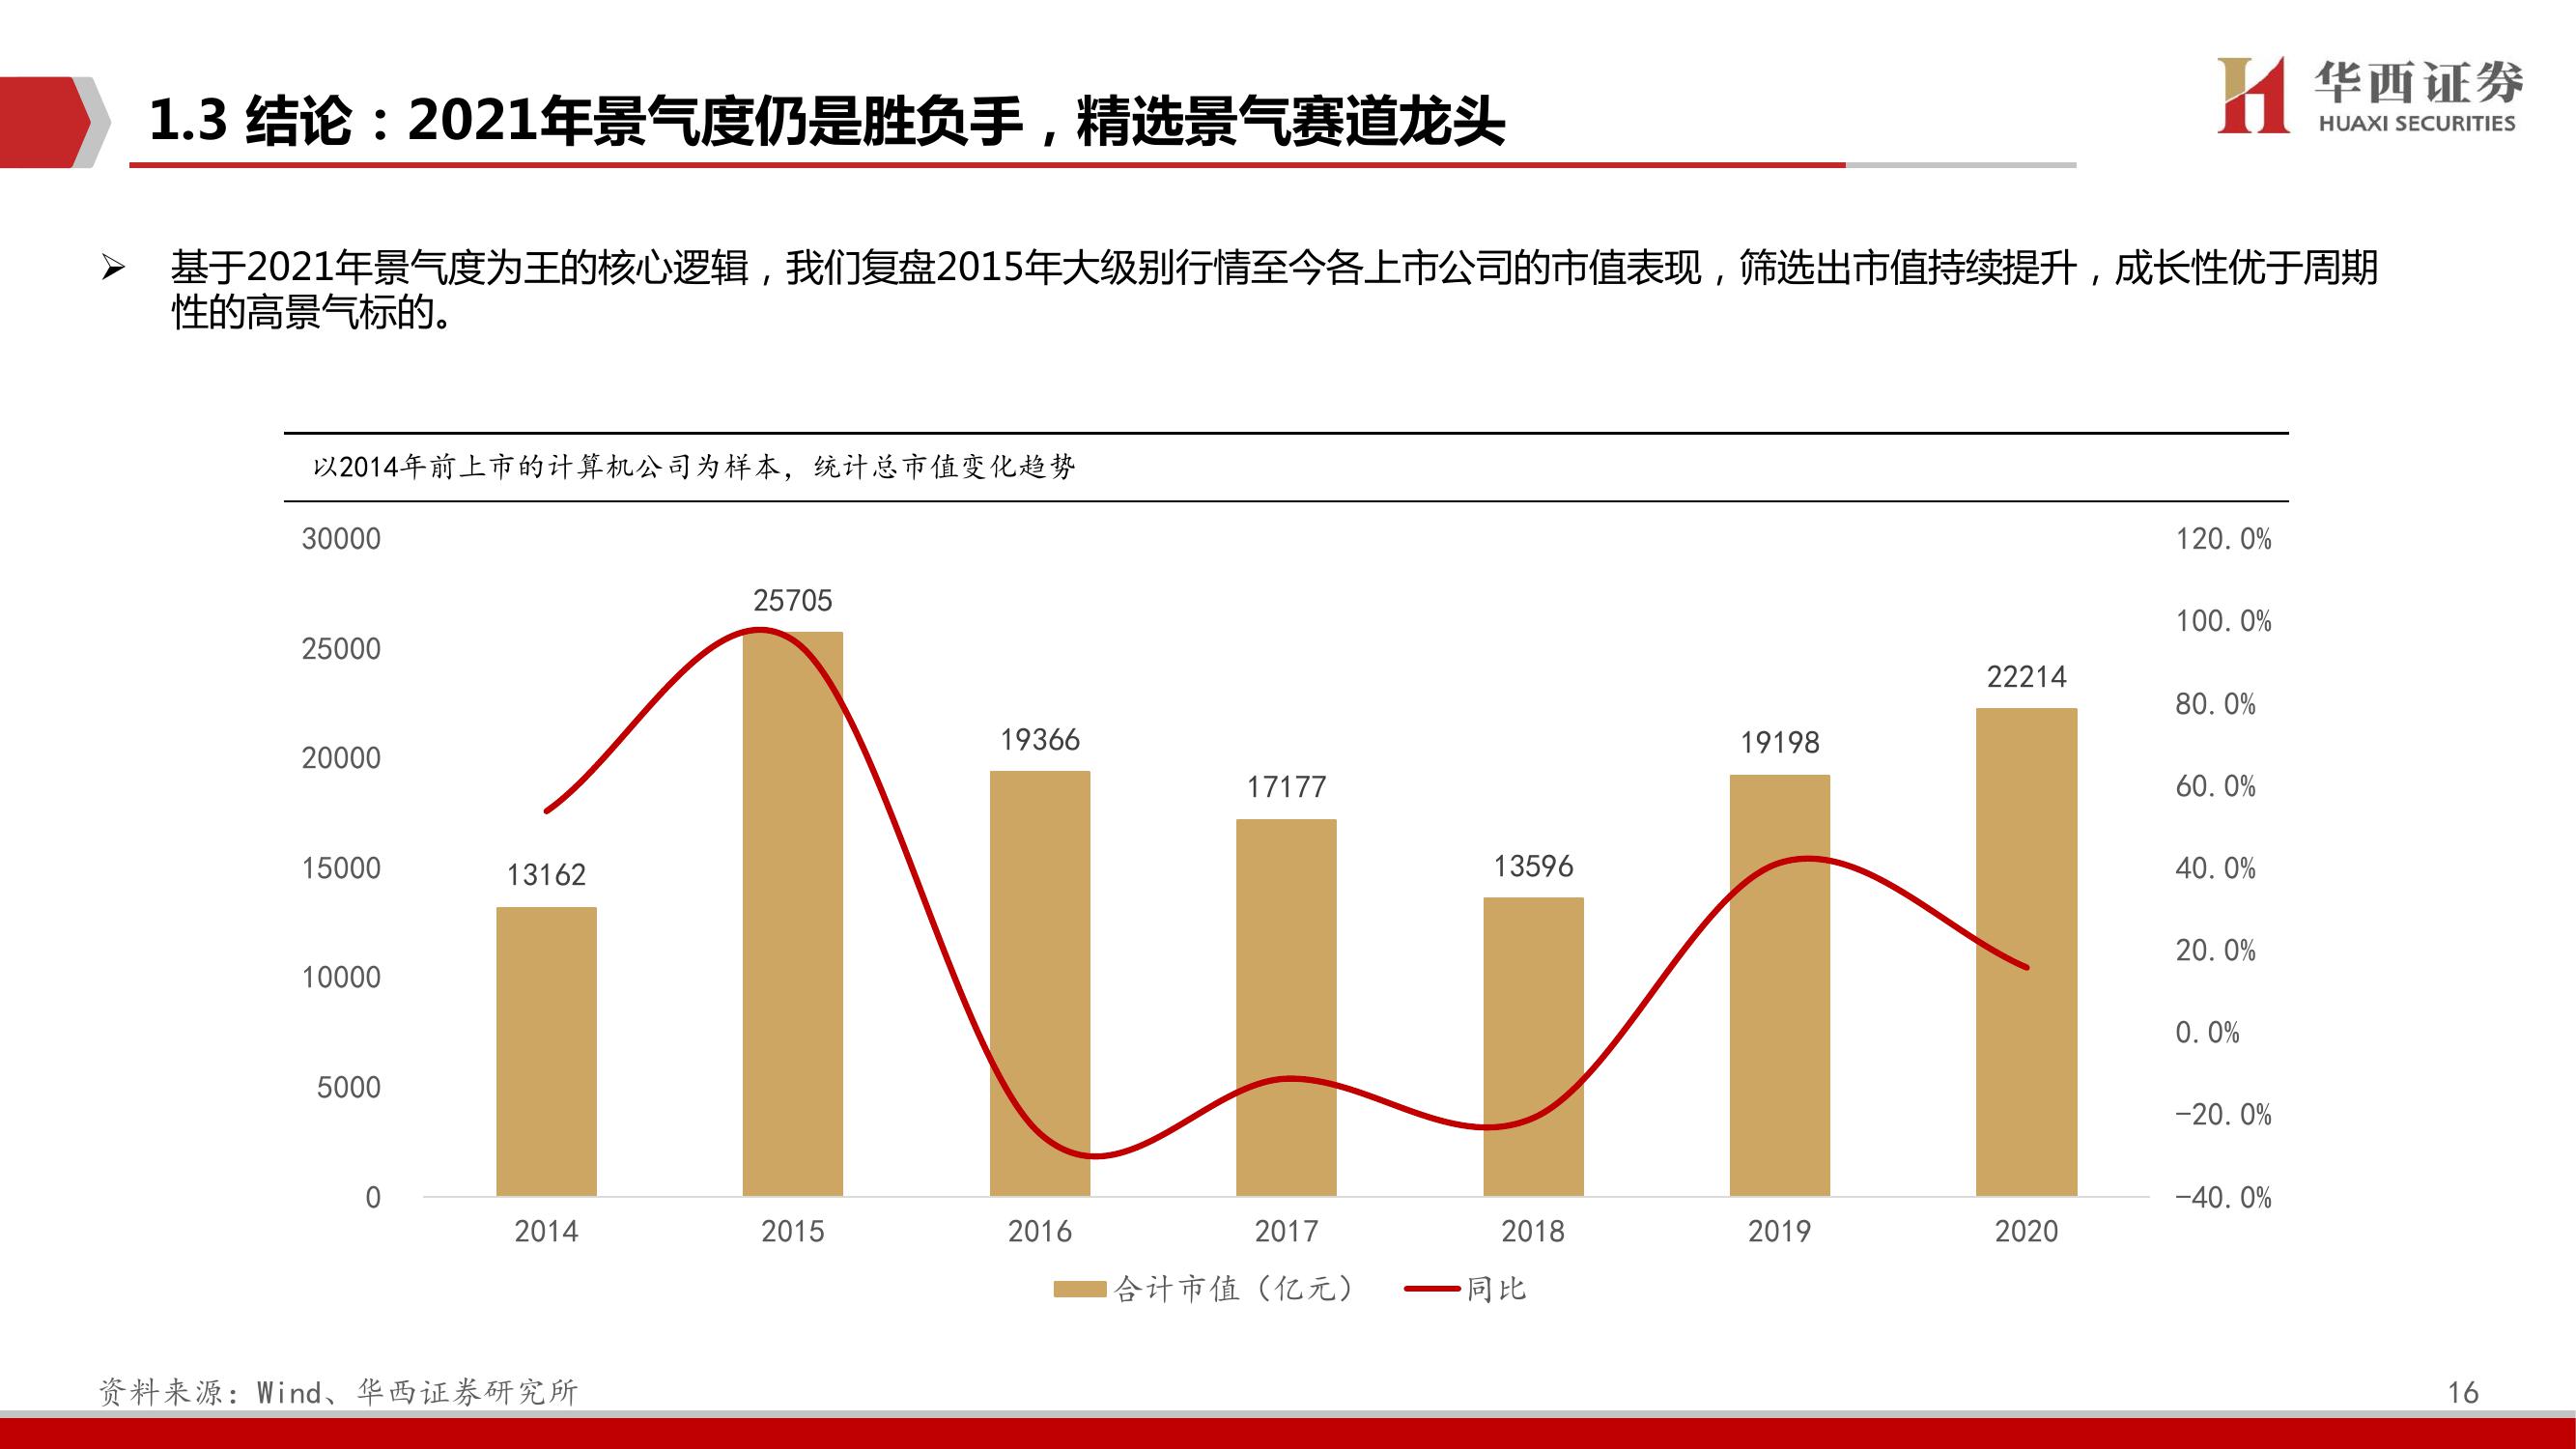 1.3 结论：2021年景气度仍是胜负手，精选景气赛道龙头
华西证券
HUAXI SECURITIES
基于2021年景气度为王的核心逻辑，我们复盘2015年大级别行情至今各上市公司的市值表现，筛选出市值持续提升，成长性优于周期
性的高景气标的。
以2014年前上市的计算机公司为样本，统计总市值变化趋势
30000
120.0%
25705
100.0%
25000
22214
80.0%
19366
19198
20000
17177
60.0%
13162
13596
15000
40.0%
10000
20.0%
0.0%
5000
-20.0%
0
-40.0%
2014 2015 2016 2017 2018 2019 2020
合计市值（亿元） 同比
资料来源：Wind、华西证券研究所
16